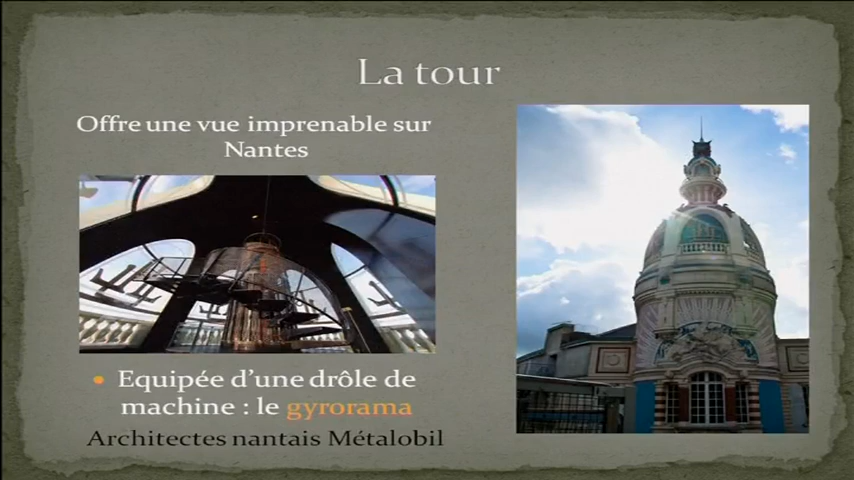 La tour
Offre une vue imprenable sur
Nantes
• Equipée d'une drôle de
machine : le gyrorama
Architectes nantais Métalobil